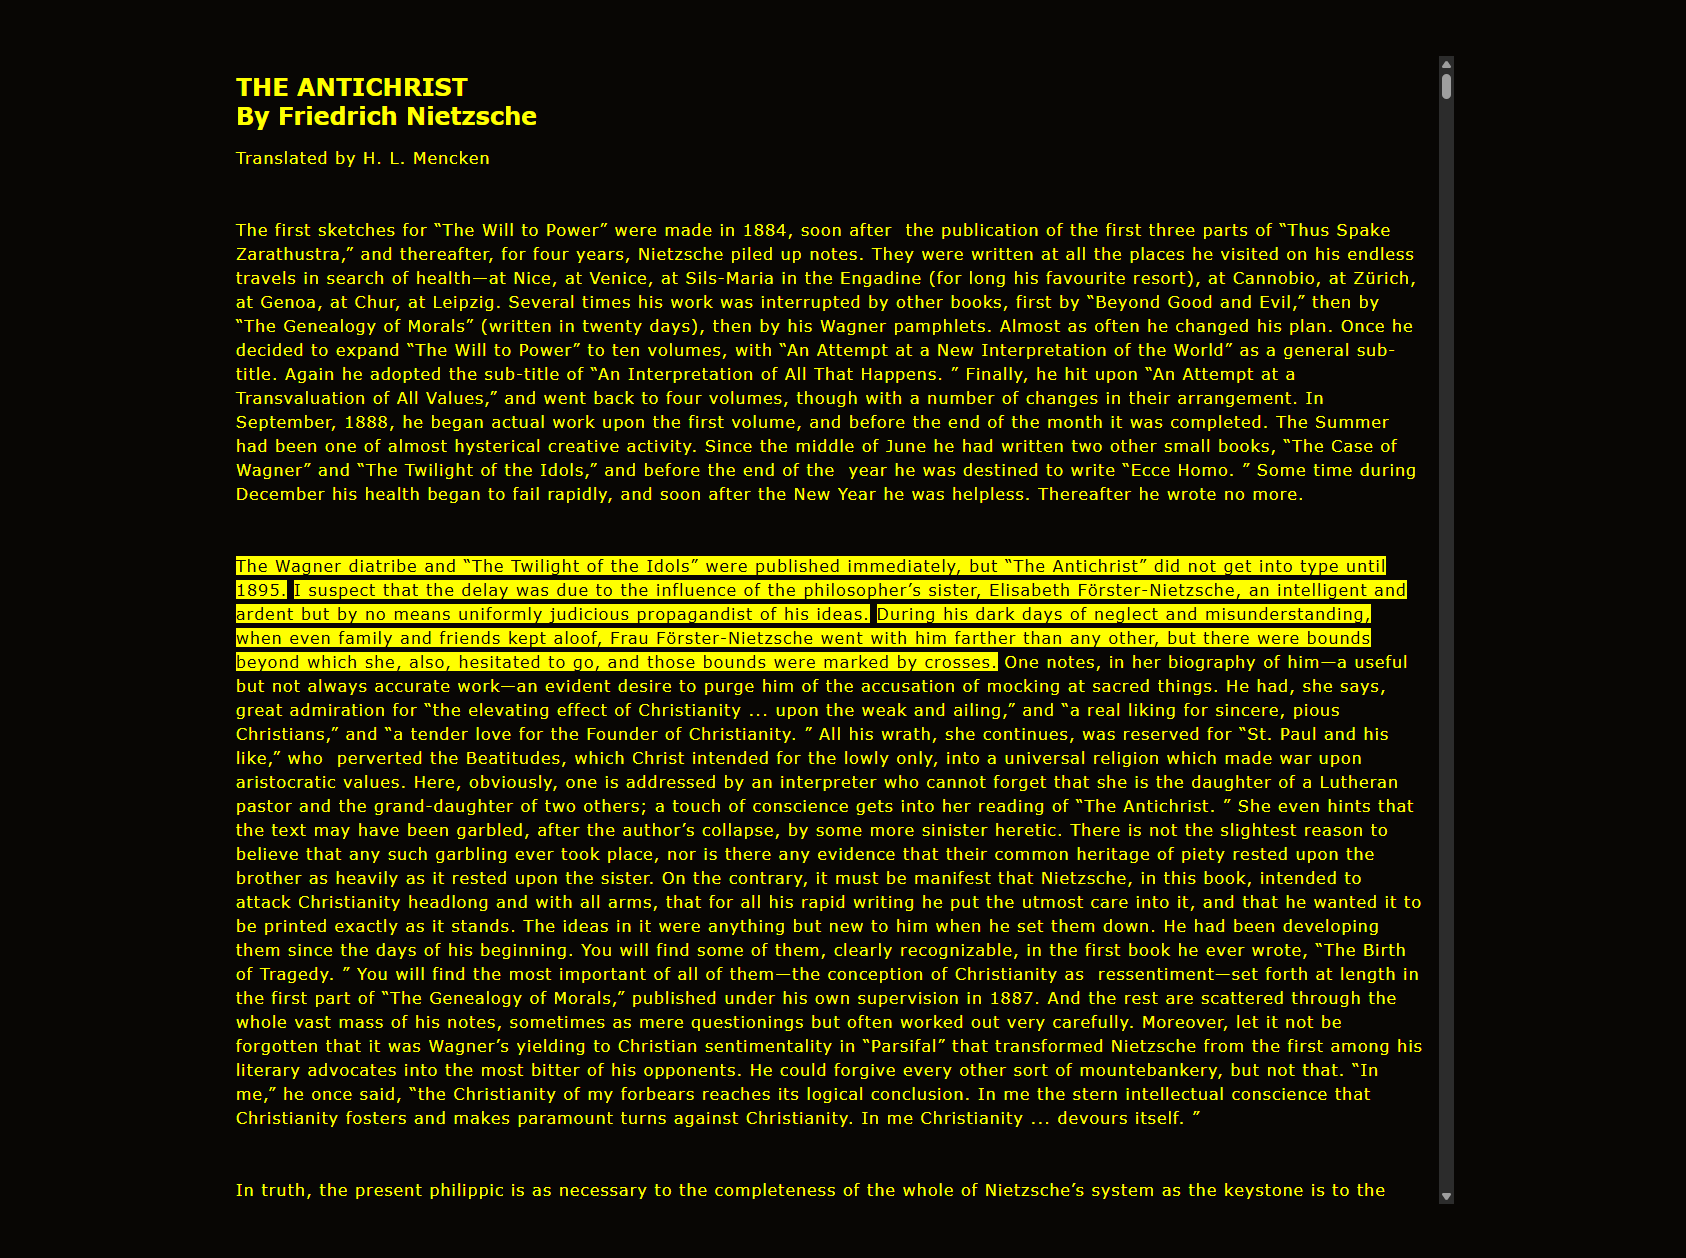 THE ANTICHRIST
By Friedrich Nietzsche
Translated by H. L. Mencken
The first sketches for “The Will to Power” were made in 1884, soon after  the publication of the first three parts of “Thus Spake
Zarathustra,” and thereafter, for four years, Nietzsche piled up notes. They were written at all the places he visited on his endless
travels in search of health—at Nice, at Venice, at Sils-Maria in the Engadine (for long his favourite resort), at Cannobio, at Zürich,
at Genoa, at Chur, at Leipzig. Several times his work was interrupted by other books, first by “Beyond Good and Evil,” then by
“The Genealogy of Morals” (written in twenty days), then by his Wagner pamphlets. Almost as often he changed his plan. Once he
decided to expand “The Will to Power” to ten volumes, with “An Attempt at a New Interpretation of the World” as a general sub-
title. Again he adopted the sub-title of “An Interpretation of All That Happens. ” Finally, he hit upon “An Attempt at a
Transvaluation of All Values,” and went back to four volumes, though with a number of changes in their arrangement. In
September, 1888, he began actual work upon the first volume, and before the end of the month it was completed. The Summer
had been one of almost hysterical creative activity. Since the middle of June he had written two other small books, “The Case of
Wagner” and “The Twilight of the Idols,” and before the end of the  year he was destined to write “Ecce Homo. ” Some time during
December his health began to fail rapidly, and soon after the New Year he was helpless. Thereafter he wrote no more.
The Wagner diatribe and “The Twilight of the Idols” were published immediately, but “The Antichrist” did not get into type until
1895. I suspect that the delay was due to the influence of the philosopher’s sister, Elisabeth Förster-Nietzsche, an intelligent and
ardent but by no means uniformly judicious propagandist of his ideas. During his dark days of neglect and misunderstanding,
when even family and friends kept aloof, Frau Förster-Nietzsche went with him farther than any other, but there were bounds
beyond which she, also, hesitated to go, and those bounds were marked by crosses. One notes, in her biography of him—a useful
but not always accurate work—an evident desire to purge him of the accusation of mocking at sacred things. He had, she says,
great admiration for “the elevating effect of Christianity ... upon the weak and ailing,” and “a real liking for sincere, pious
Christians,” and “a tender love for the Founder of Christianity. ” All his wrath, she continues, was reserved for “St. Paul and his
like,” who  perverted the Beatitudes, which Christ intended for the lowly only, into a universal religion which made war upon
aristocratic values. Here, obviously, one is addressed by an interpreter who cannot forget that she is the daughter of a Lutheran
pastor and the grand-daughter of two others; a touch of conscience gets into her reading of “The Antichrist. ” She even hints that
the text may have been garbled, after the author’s collapse, by some more sinister heretic. There is not the slightest reason to
believe that any such garbling ever took place, nor is there any evidence that their common heritage of piety rested upon the
brother as heavily as it rested upon the sister. On the contrary, it must be manifest that Nietzsche, in this book, intended to
attack Christianity headlong and with all arms, that for all his rapid writing he put the utmost care into it, and that he wanted it to
be printed exactly as it stands. The ideas in it were anything but new to him when he set them down. He had been developing
them since the days of his beginning. You will find some of them, clearly recognizable, in the first book he ever wrote, “The Birth
of Tragedy. ” You will find the most important of all of them—the conception of Christianity as  ressentiment—set forth at length in
the first part of “The Genealogy of Morals,” published under his own supervision in 1887. And the rest are scattered through the
whole vast mass of his notes, sometimes as mere questionings but often worked out very carefully. Moreover, let it not be
forgotten that it was Wagner’s yielding to Christian sentimentality in “Parsifal” that transformed Nietzsche from the first among his
literary advocates into the most bitter of his opponents. He could forgive every other sort of mountebankery, but not that. “In
me,” he once said, “the Christianity of my forbears reaches its logical conclusion. In me the stern intellectual conscience that
Christianity fosters and makes paramount turns against Christianity. In me Christianity ... devours itself. ”
In truth, the present philippic is as necessary to the completeness of the whole of Nietzsche’s system as the keystone is to the